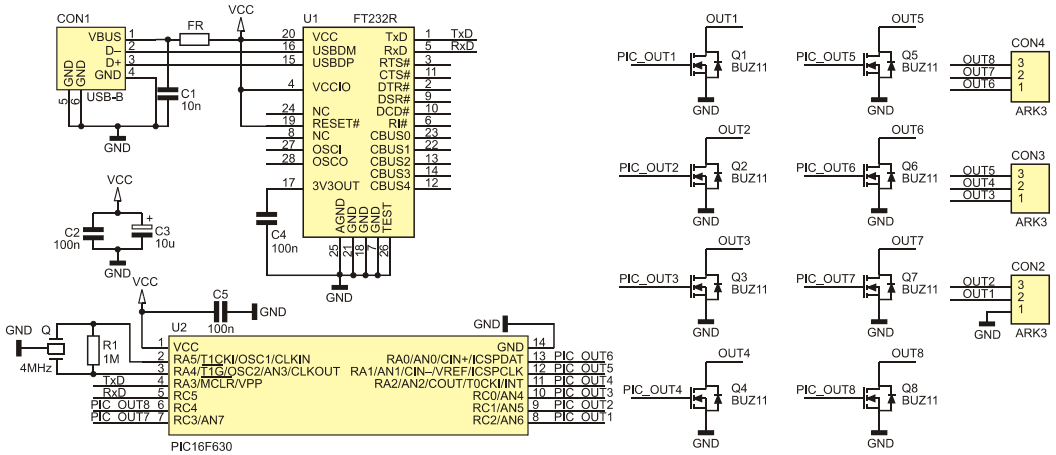 CON1
VBUS 1
D– 2
D+ 3
GND 4
GND
GND
5
6
USB-B
GND
FR
C1
10n
VCC
U1
FT232R
20 VCC
16 USBDM
15 USBDP
4 VCCIO
24 NC
19 RESET#
8 NC
27 OSCI
28 OSCO
17 3V3OUT
TxD 1 TxD
RxD 5 RxD
RTS# 3
CTS# 11
DTR# 2
DSR# 9
DCD# 10
RI# 6
CBUS0 23
CBUS1 22
CBUS2 13
CBUS3 14
CBUS4 12
AGND
GND
GND
GND
TEST
25
21
18
7
26
GND
C4
100n
VCC
C2
100n
+
C3
10u
GND
VCC
C5
100n
GND
GND
Q
4MHz
R1
1M
U2
1 VCC
2 RA5/T1CKI/OSC1/CLKIN
3 RA4/T1G/OSC2/AN3/CLKOUT
TxD 4 RA3/MCLR/VPP
RxD 5 RC5
PIC_OUT8 6 RC4
PIC_OUT7 7 RC3/AN7
GND
GND 14
RA0/AN0/CIN+/ICSPDAT 13 PIC_OUT6
RA1/AN1/CIN–/VREF/ICSPCLK 12 PIC_OUT5
RA2/AN2/COUT/T0CKI/INT 11 PIC_OUT4
RC0/AN4 10 PIC_OUT3
RC1/AN5 9 PIC_OUT2
RC2/AN6 8 PIC_OUT1
PIC16F630
OUT1
PIC_OUT1
Q1
BUZ11
GND
OUT2
PIC_OUT2
Q2
BUZ11
GND
OUT3
PIC_OUT3
Q3
BUZ11
GND
OUT4
PIC_OUT4
Q4
BUZ11
GND
OUT5
PIC_OUT5
Q5
BUZ11
GND
OUT6
PIC_OUT6
Q6
BUZ11
GND
OUT7
PIC_OUT7
Q7
BUZ11
GND
OUT8
PIC_OUT8
Q8
BUZ11
GND
CON4
OUT8 3
OUT7 2
OUT6 1
ARK3
CON3
OUT5 3
OUT4 2
OUT3 1
ARK3
CON2
OUT2 3
OUT1 2
1
GND
ARK3